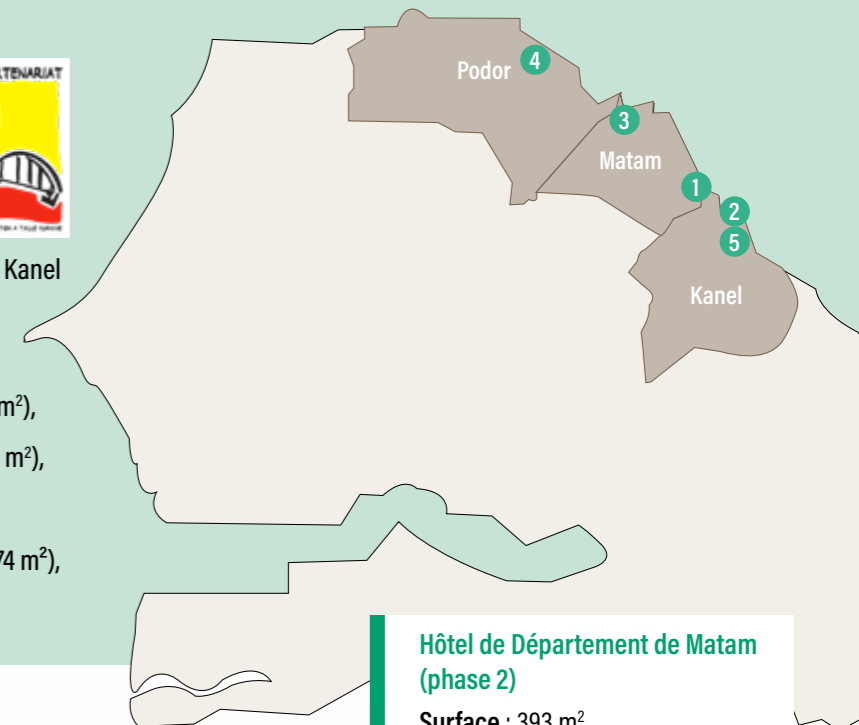 RTENARIAT
Kanel
m²),
m²),
74 m²),
Podor 4
3
Matam
1
2
5
Kanel
Hôtel de Département de Matam
(phase 2)
Surface : 393 m²